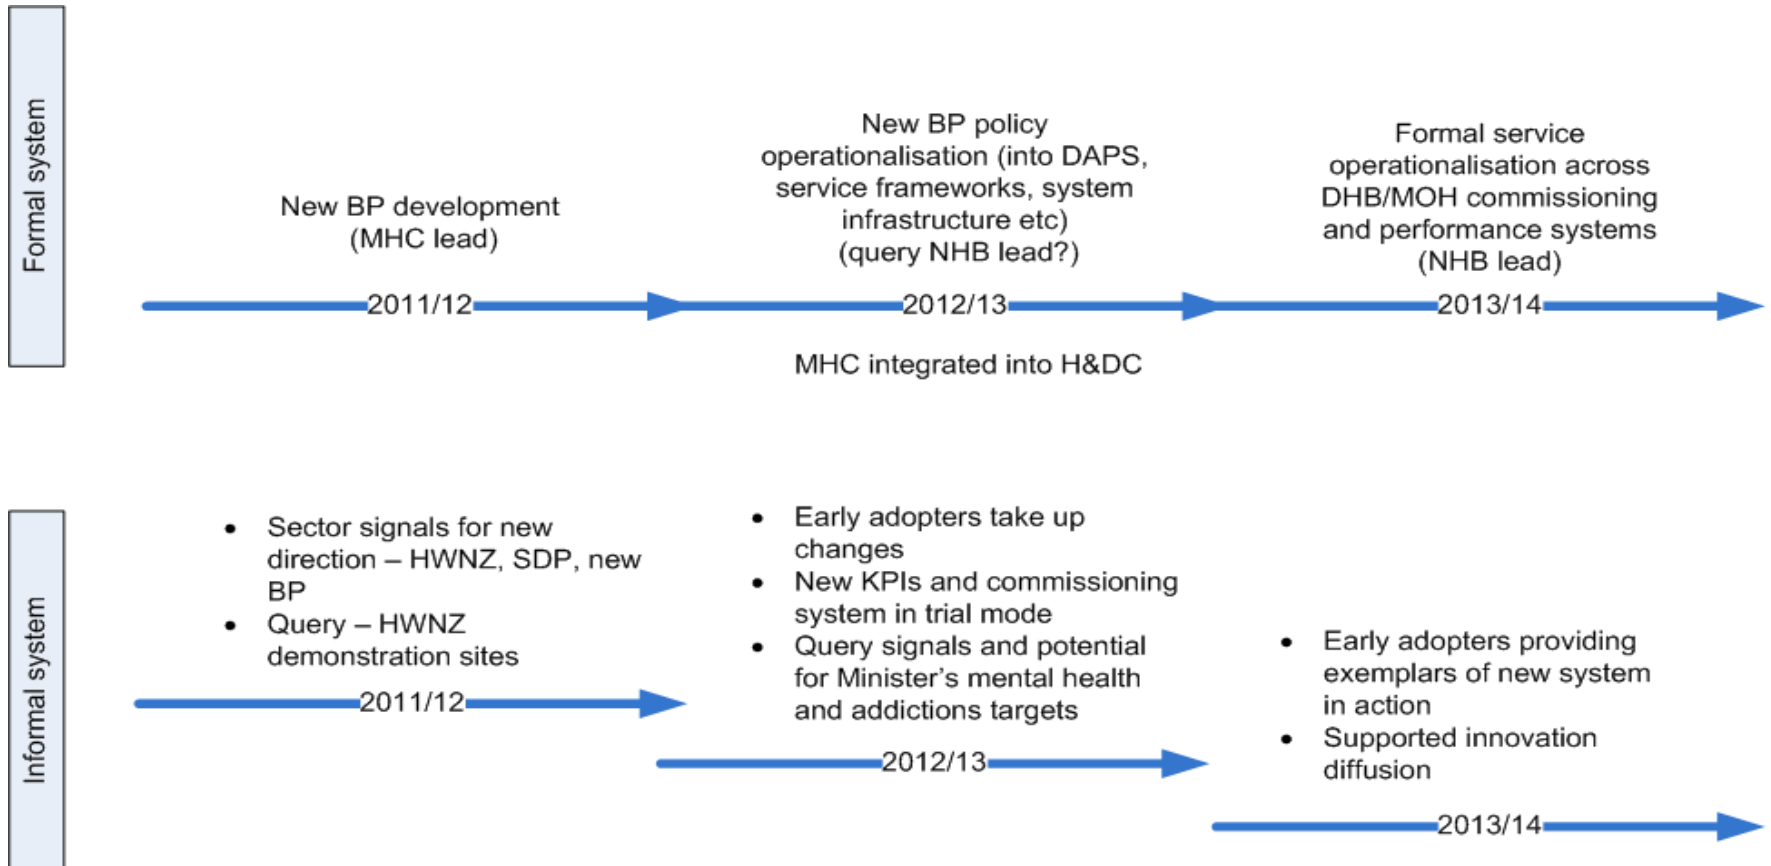 Formal system
New BP development
(MHC lead)
2011/12
New BP policy
operationalisation (into DAPS,
service frameworks, system
infrastructure etc)
(query NHB lead?)
2012/13
MHC integrated into H&DC
Formal service
operationalisation across
DHB/MOH commissioning
and performance systems
(NHB lead)
2013/14
Informal system
• Sector signals for new
direction – HWNZ, SDP, new
BP
• Query – HWNZ
demonstration sites
2011/12
• Early adopters take up
changes
• New KPIs and commissioning
system in trial mode
• Query signals and potential
for Minister’s mental health
and addictions targets
2012/13
• Early adopters providing
exemplars of new system
in action
• Supported innovation
diffusion
2013/14